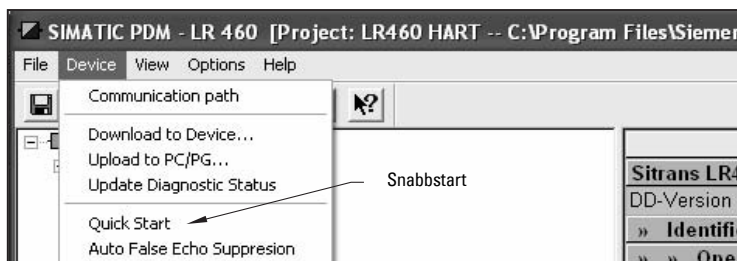 SIMATIC PDM - LR 460 [Project: LR460 HART -- C:\Program Files\Siemen
File Device View Options Help
Communication path
Download to Device...
Upload to PC/PG...
Update Diagnostic Status
Snabbstart
Sitrans LR4
DD-Version
Quick Start
» Identifi
Auto False Echo Suppresion
» » Ope